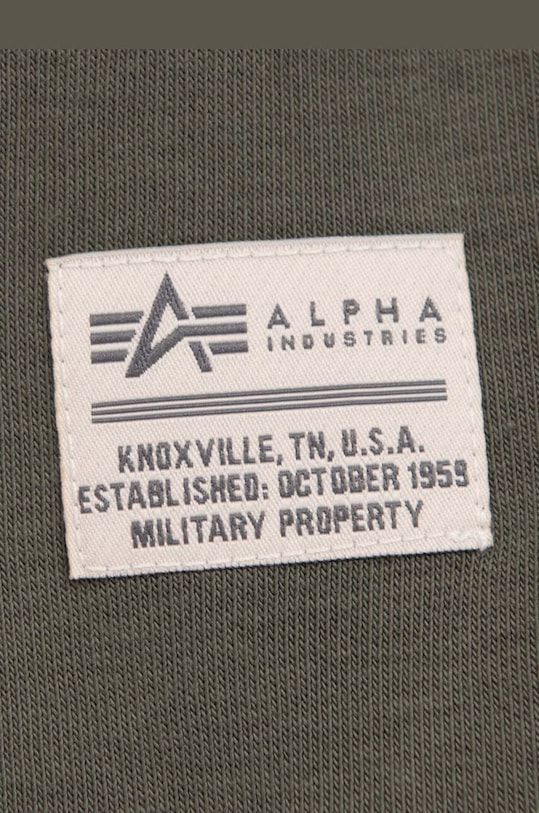 ALPHA
INDUSTRIES
KNOXVILLE, TN, U.S.A.
ESTABLISHED: OCTOBER 1959
MILITARY PROPERTY